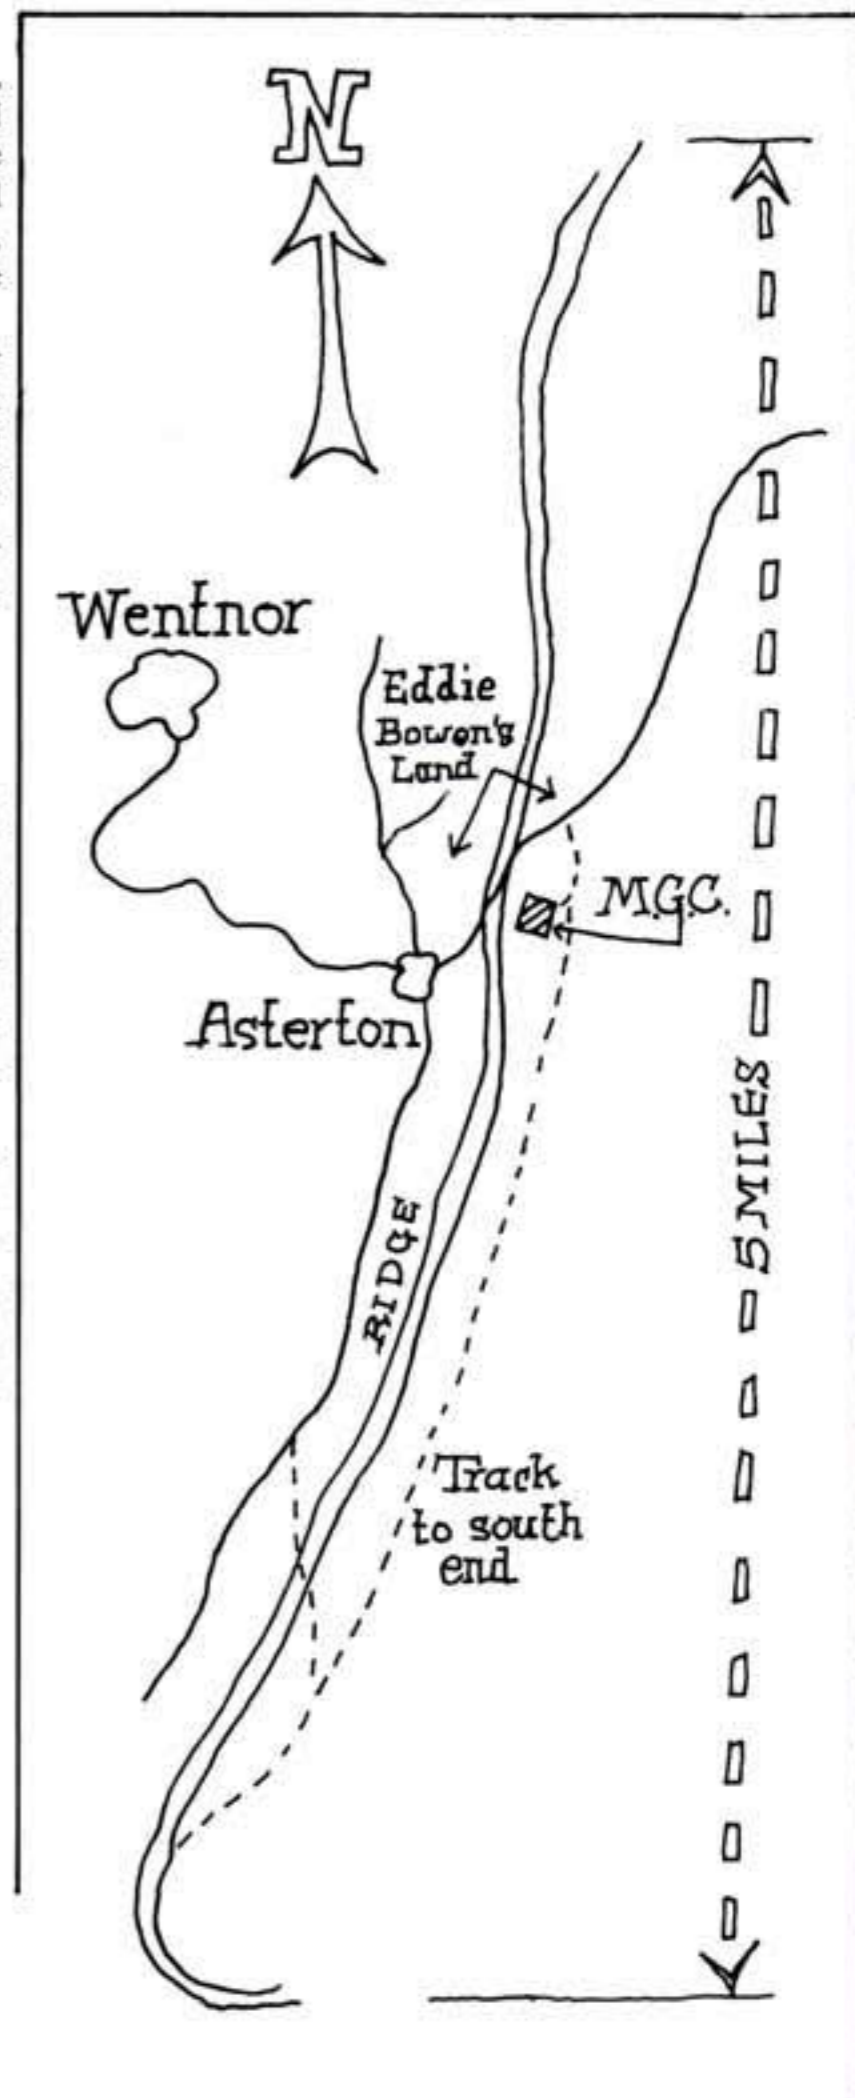 N
Wentnor
Eddie
Bowen's
Land
M.G.C.
Asterton
5 MILES
RIDGE
Track
to south
end